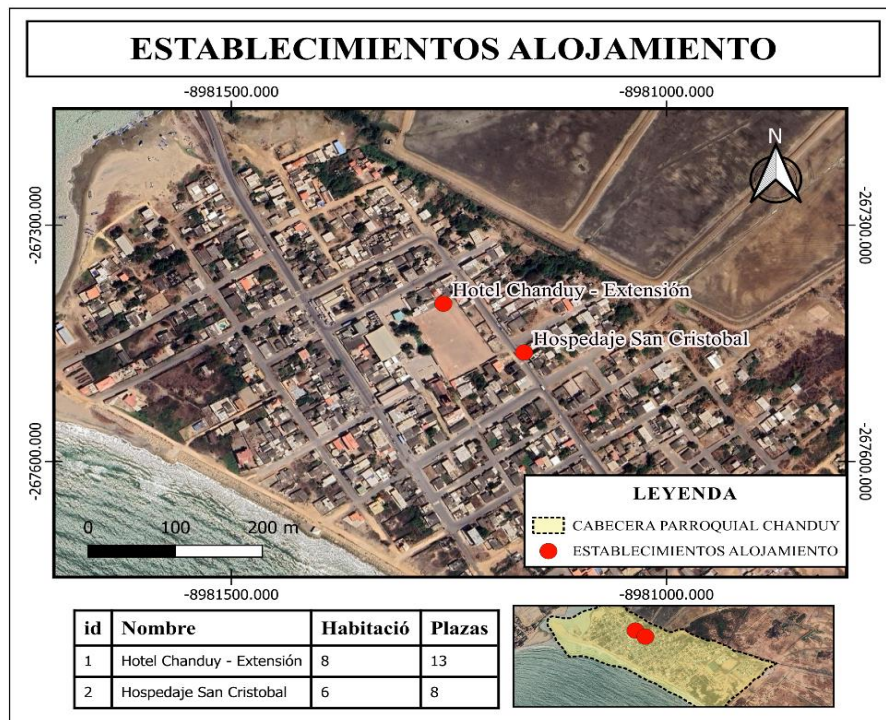 ESTABLECIMIENTOS ALOJAMIENTO
-8981500.000 -8981000.000
N
-267300.000 -267300.000
Hotel Chanduy - Extensión
Hospedaje San Cristobal
-267600.000 -267600.000
LEYENDA
CABECERA PARROQUIAL CHANDUY
ESTABLECIMIENTOS ALOJAMIENTO
0 100 200 m
-8981500.000 -8981000.000
id Nombre Habitació Plazas
1 Hotel Chanduy - Extensión 8 13
2 Hospedaje San Cristobal 6 8